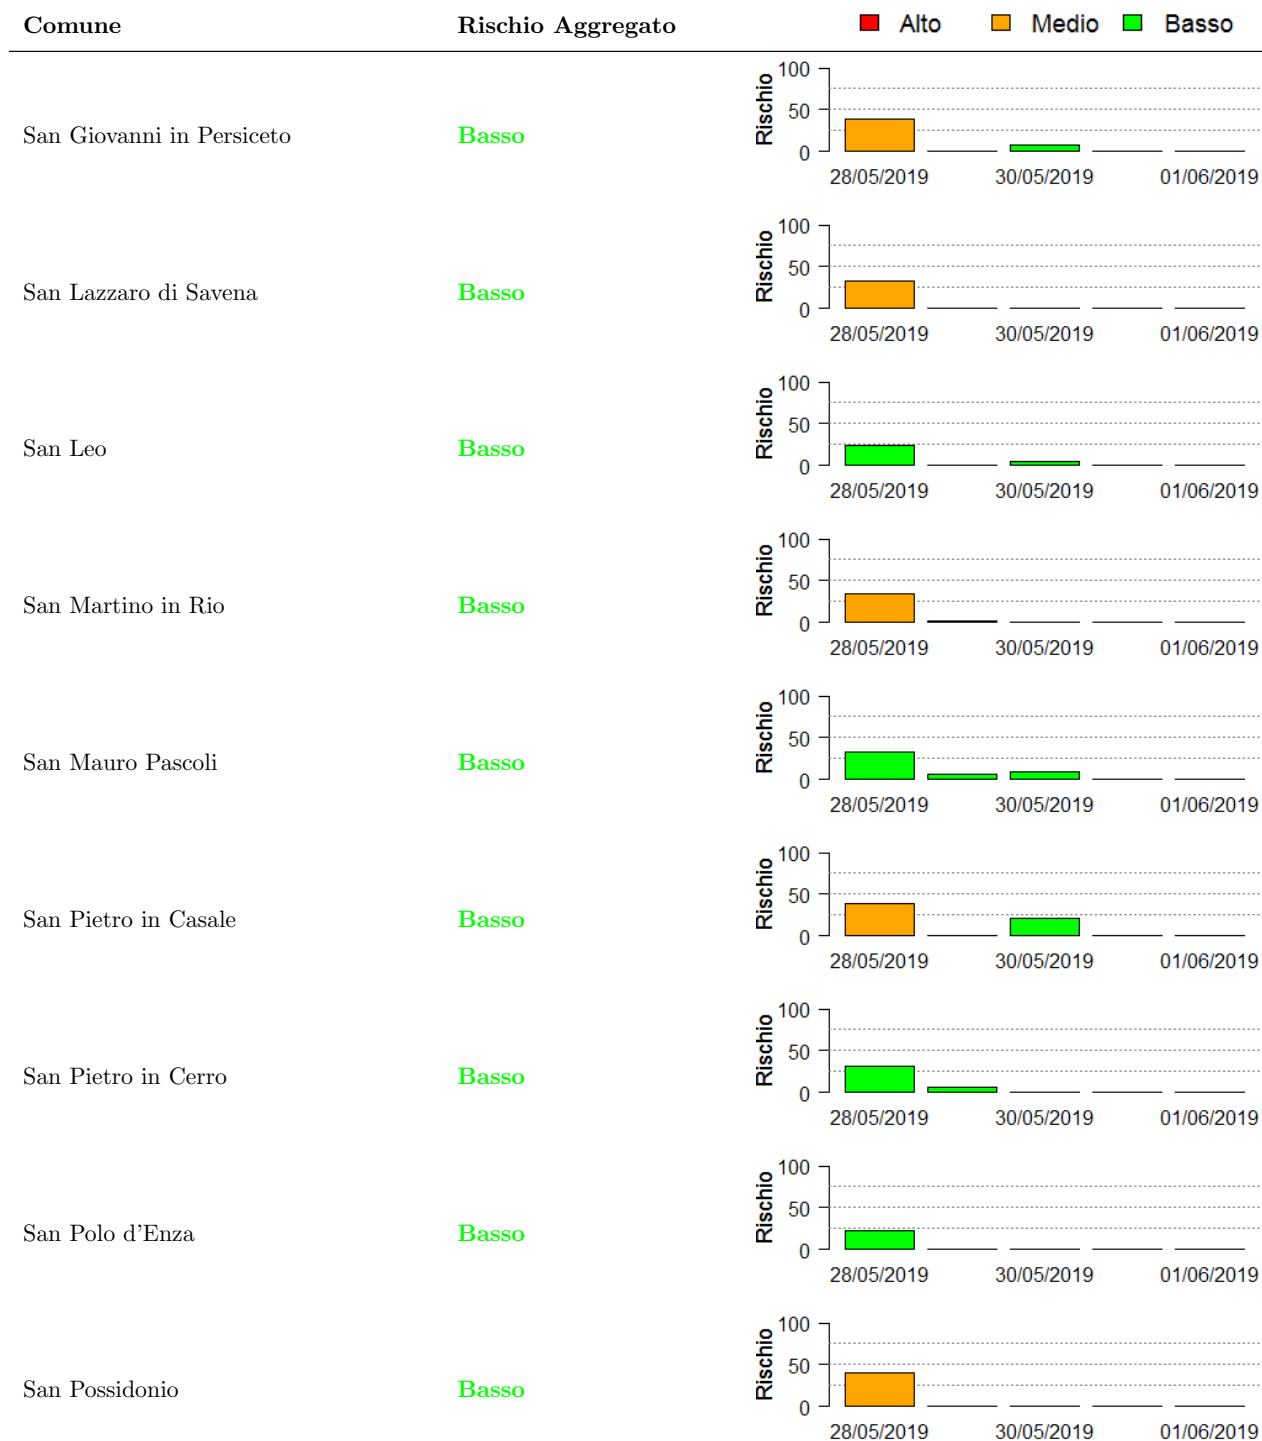 Comune Rischio Aggregato Alto Medio Basso
San Giovanni in Persiceto Basso
Rischio
100
50
0
28/05/2019 30/05/2019 01/06/2019
San Lazzaro di Savena Basso
Rischio
100
50
0
28/05/2019 30/05/2019 01/06/2019
San Leo Basso
Rischio
100
50
0
28/05/2019 30/05/2019 01/06/2019
San Martino in Rio Basso
Rischio
100
50
0
28/05/2019 30/05/2019 01/06/2019
San Mauro Pascoli Basso
Rischio
100
50
0
28/05/2019 30/05/2019 01/06/2019
San Pietro in Casale Basso
Rischio
100
50
0
28/05/2019 30/05/2019 01/06/2019
San Pietro in Cerro Basso
Rischio
100
50
0
28/05/2019 30/05/2019 01/06/2019
San Polo d'Enza Basso
Rischio
100
50
0
28/05/2019 30/05/2019 01/06/2019
San Possidonio Basso
Rischio
100
50
0
28/05/2019 30/05/2019 01/06/2019